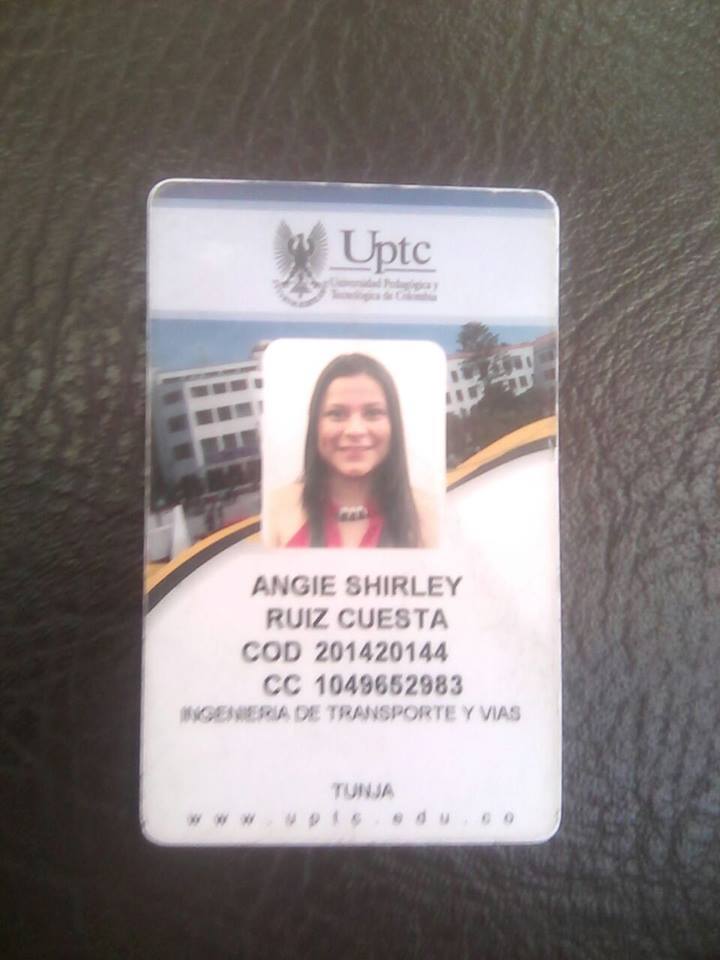 Uptc
Universidad Pedagógica y
Tecnológica de Colombia
ANGIE SHIRLEY
RUIZ CUESTA
COD 201420144
CC 1049652983
INGENIERIA DE TRANSPORTE Y VIAS
TUNJA
www.uptc.edu.co